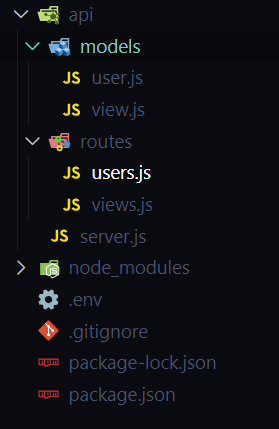 api
models
JS user.js
JS view.js
routes
JS users.js
JS views.js
JS server.js
node_modules
.env
.gitignore
package-lock.json
package.json